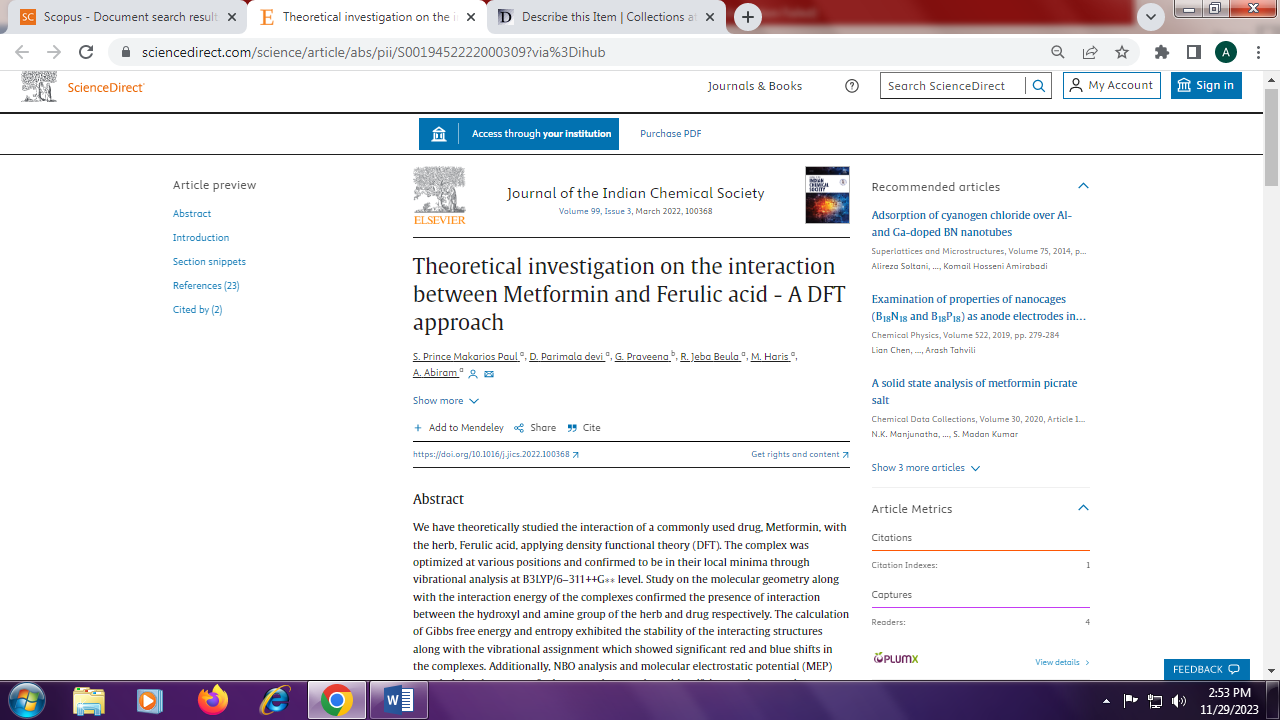 Scopus - Document search result
Theoretical investigation on the i
Describe this Item | Collections a
sciencedirect.com/science/article/abs/pii/S0019452222000309?via%3Dihub
A
ScienceDirect
Journals & Books
Search ScienceDirect
My Account
Sign in
Access through your institution
Purchase PDF
Article preview
Abstract
Introduction
Section snippets
References (23)
Cited by (2)
ELSEVIER
Journal of the Indian Chemical Society
Volume 99, Issue 3, March 2022, 100368
INDIAN
CHEMICAL
SOCIETY
Theoretical investigation on the interaction
between Metformin and Ferulic acid - A DFT
approach
S. Prince Makarios Paul a, D. Parimala devi a, G. Praveena b, R. Jeba Beula a, M. Haris a,
A. Abiram a
Show more
Add to Mendeley Share Cite
https://doi.org/10.1016/j.jics.2022.100368
Get rights and content
Abstract
We have theoretically studied the interaction of a commonly used drug, Metformin, with
the herb, Ferulic acid, applying density functional theory (DFT). The complex was
optimized at various positions and confirmed to be in their local minima through
vibrational analysis at B3LYP/6–311++G∗∗ level. Study on the molecular geometry along
with the interaction energy of the complexes confirmed the presence of interaction
between the hydroxyl and amine group of the herb and drug respectively. The calculation
of Gibbs free energy and entropy exhibited the stability of the interacting structures
along with the vibrational assignment which showed significant red and blue shifts in
the complexes. Additionally, NBO analysis and molecular electrostatic potential (MEP)
Recommended articles
Adsorption of cyanogen chloride over Al-
and Ga-doped BN nanotubes
Superlattices and Microstructures, Volume 75, 2014, p...
Alireza Soltani, ..., Komail Hosseni Amirabadi
Examination of properties of nanocages
(B18N18 and B18P18) as anode electrodes in...
Chemical Physics, Volume 522, 2019, pp. 279-284
Lian Chen, ..., Arash Tahvili
A solid state analysis of metformin picrate
salt
Chemical Data Collections, Volume 30, 2020, Article 1...
N.K. Manjunatha, ..., S. Madan Kumar
Show 3 more articles
Article Metrics
Citations
Citation Indexes: 1
Captures
Readers: 4
PLUMX
View details
FEEDBACK
2:53 PM
11/29/2023